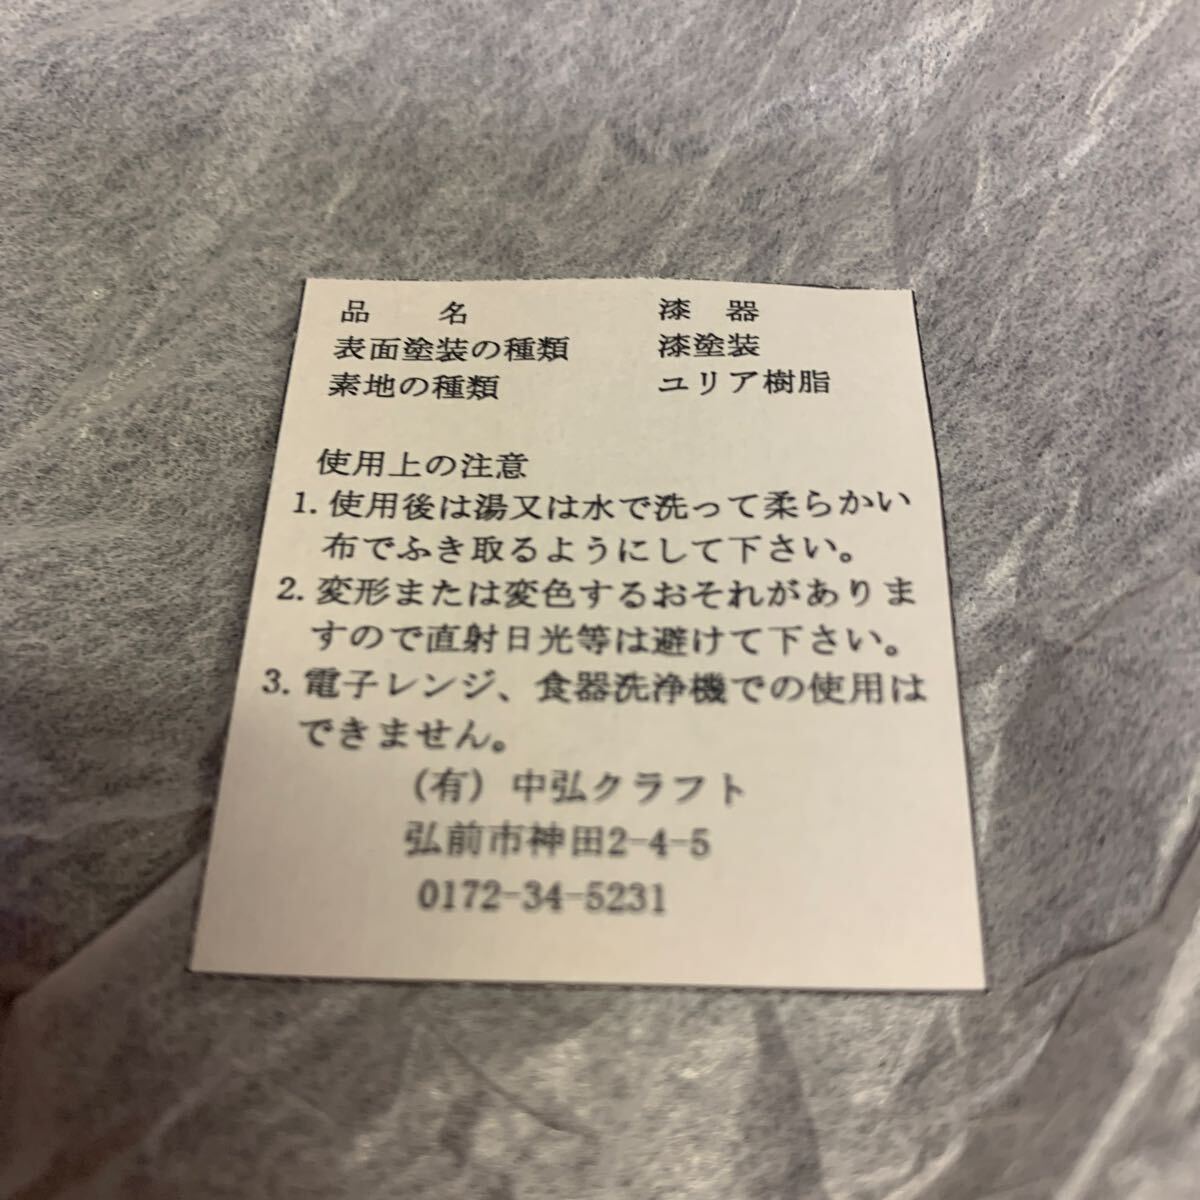 品　名　漆　器
表面塗装の種類　漆塗装
素地の種類　ユリア樹脂
使用上の注意
1. 使用後は湯又は水で洗って柔らかい
布でふき取るようにして下さい。
2. 変形または変色するおそれがありま
すので直射日光等は避けて下さい。
3. 電子レンジ、食器洗浄機での使用は
できません。
(有) 中弘クラフト
弘前市神田2-4-5
0172-34-5231